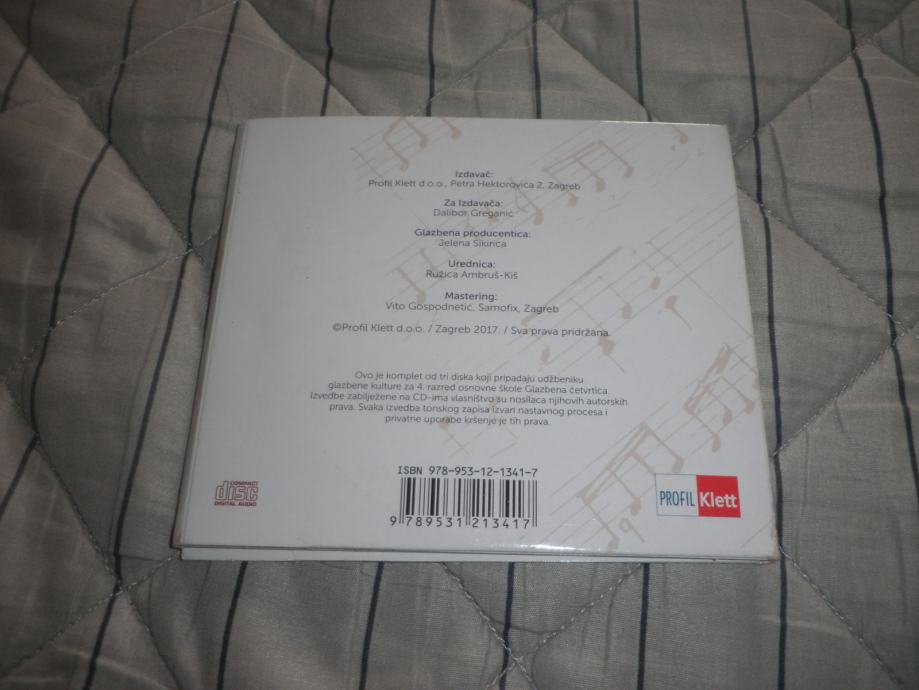 Izdavač:
Profil Klett d.o.o., Petra Hektorovića 2, Zagreb
Za Izdavača:
Dalibor Greganić
Glazbena producentica:
Jelena Sikirica
Urednica:
Ružica Ambruš-Kiš
Mastering:
Vito Gospodnetić, Samofix, Zagreb
©Profil Klett d.o.o. / Zagreb 2017. / Sva prava pridržana.
Ovo je komplet od tri diska koji pripadaju udžbeniku
glazbene kulture za 4. razred osnovne škole Glazbena četvrtica.
Izvedbe zabilježene na CD-ima vlasništvo su nosilaca njihovih autorskih
prava. Svaka izvedba tonskog zapisa izvan nastavnog procesa i
privatne uporabe kršenje je tih prava.
ISBN 978-953-12-1341-7
9 789531 213417
COMPACT
disc
DIGITAL AUDIO
PROFIL Klett